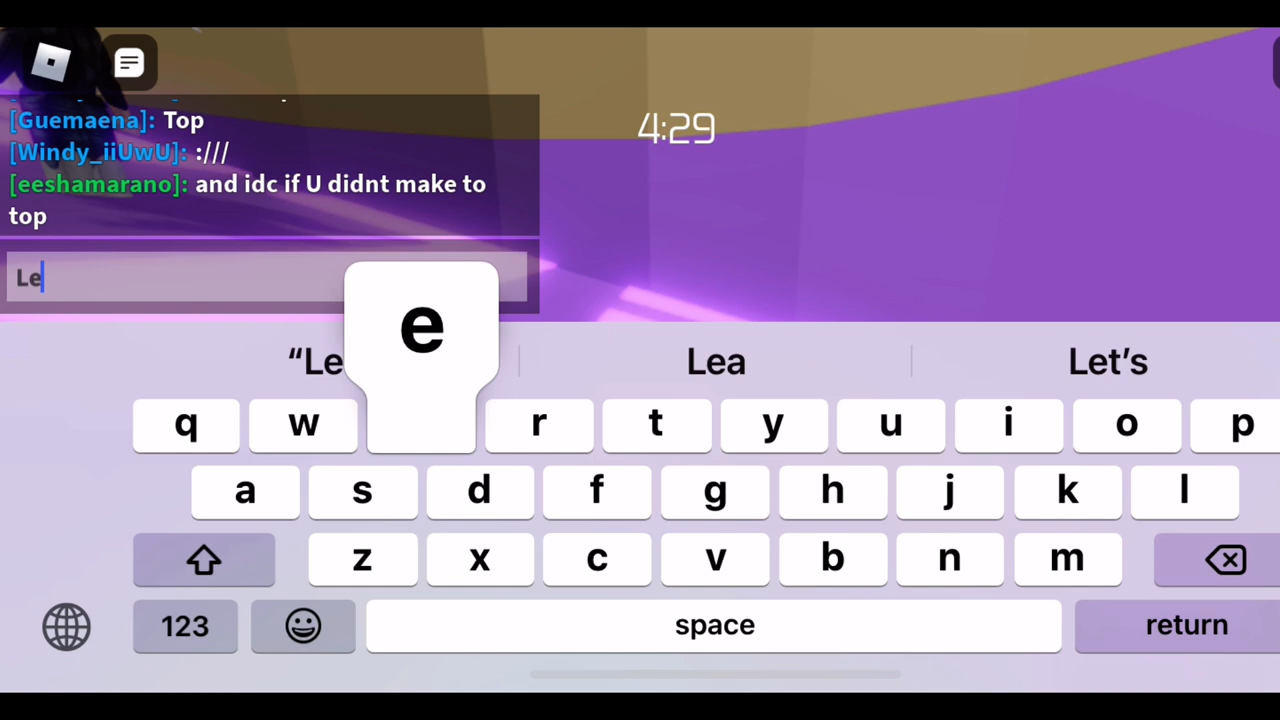 [Guemaena]: Top
4:29
[Windy_iiUwU]: :///
[eeshamarano]: and idc if U didnt make to
top
Le
e
“Le
Lea
Let’s
q w r t y u i o p
a s d f g h j k l
z x c v b n m
123 space return